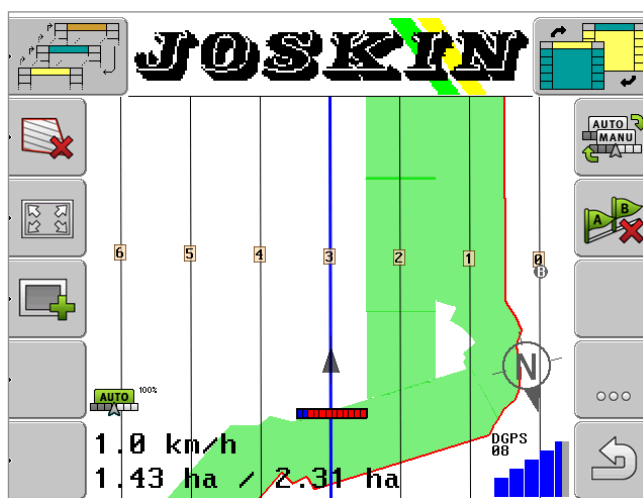 JOSKIN
AUTO
MANU
A B
6 5 4 3 2 1 0
B
N
AUTO 100%
1.0 km/h
DGPS
08
1.43 ha / 2.31 ha